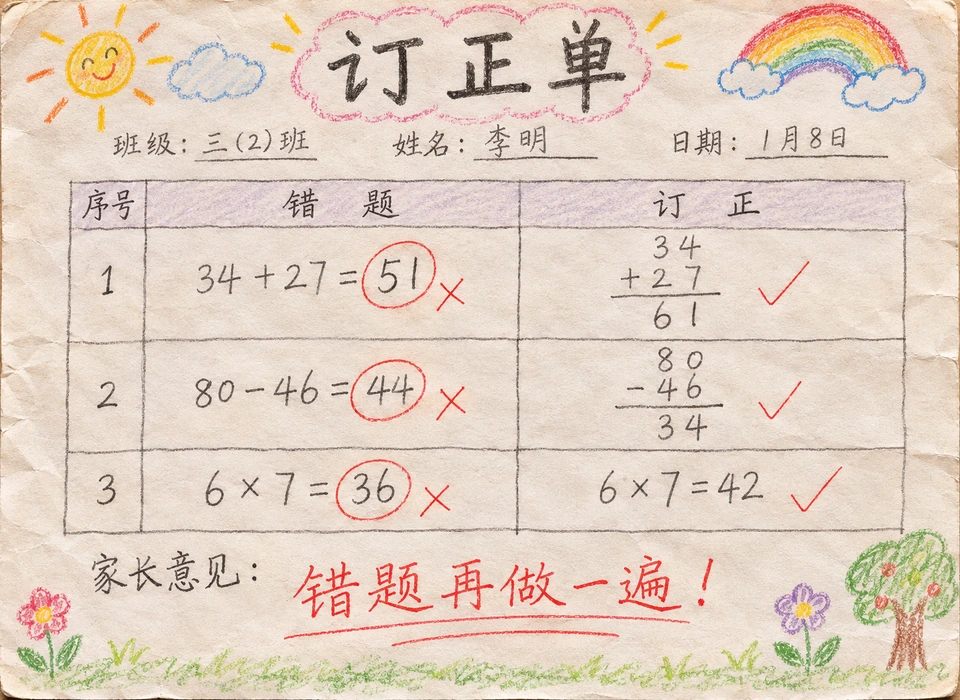 订正单
班级：三(2)班 姓名：李明 日期：1月8日
序号 错题 订正
1 34+27=51 × 34 ✓
+27
61
2 80-46=44 × 80 ✓
-46
34
3 6×7=36 × 6×7=42 ✓
家长意见：错题再做一遍！